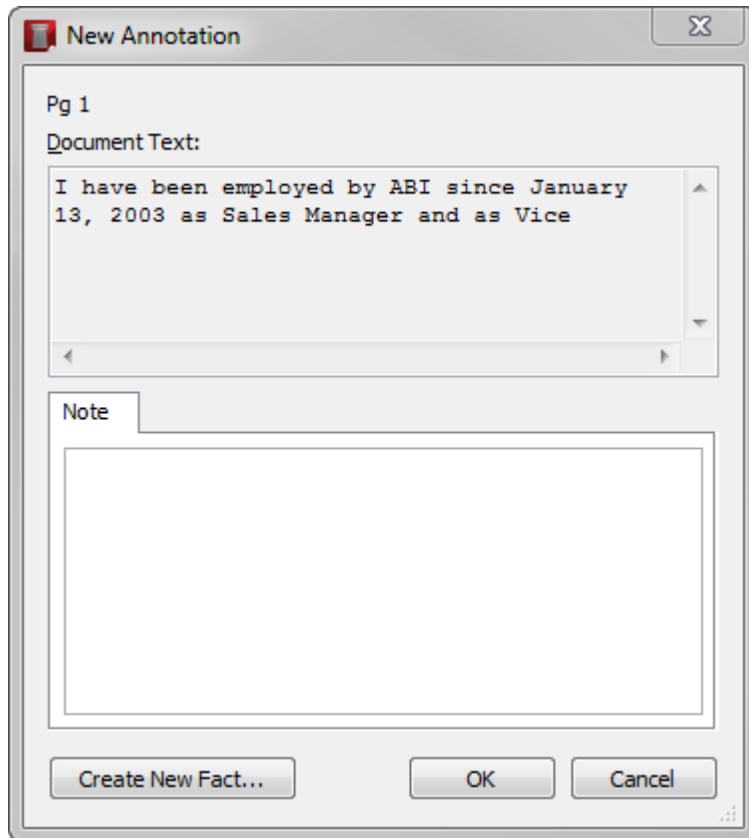 New Annotation
Pg 1
Document Text:
I have been employed by ABI since January
13, 2003 as Sales Manager and as Vice
Note
Create New Fact...
OK
Cancel